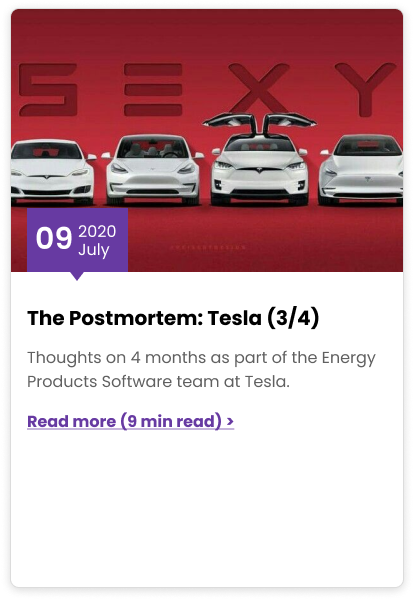 S E X Y
09 2020
July
The Postmortem: Tesla (3/4)
Thoughts on 4 months as part of the Energy
Products Software team at Tesla.
Read more (9 min read) >